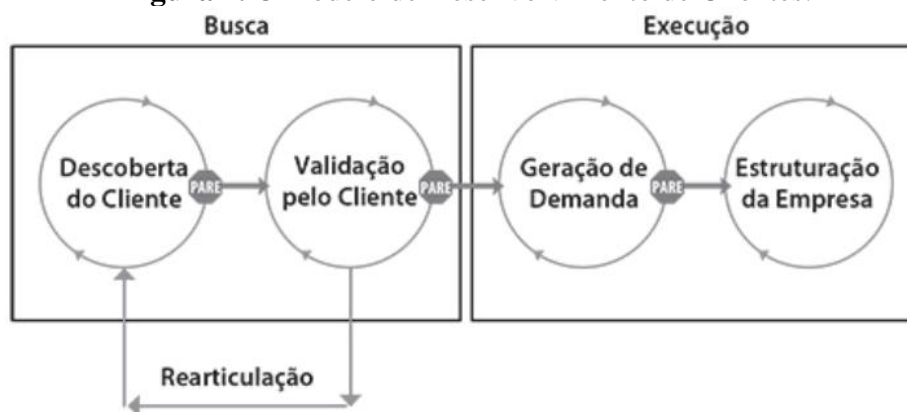 Busca
Execução
Descoberta
do Cliente
PARE
Validação
pelo Cliente
PARE
Geração de
Demanda
PARE
Estruturação
da Empresa
Rearticulação